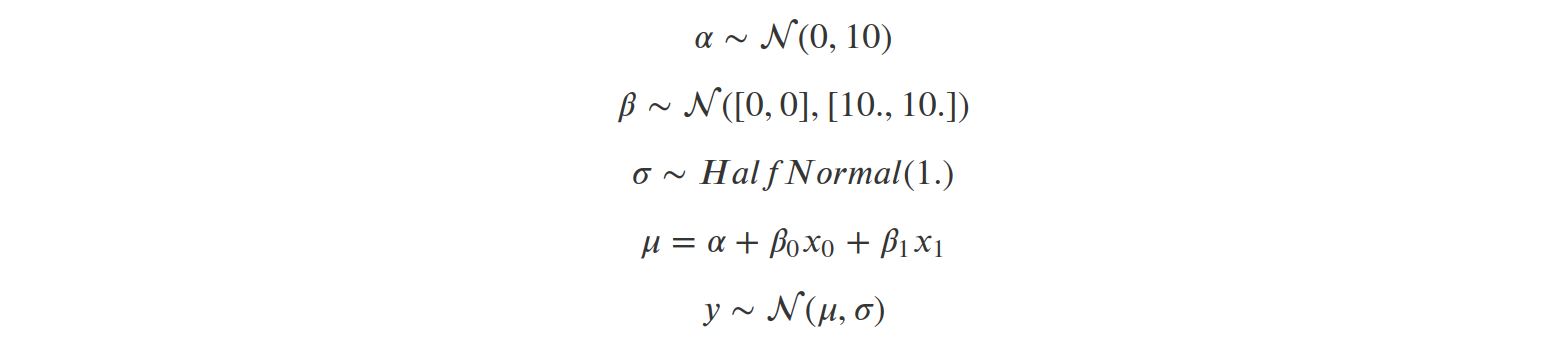 α ∼ 𝒩(0, 10)
β ∼ 𝒩([0, 0], [10., 10.])
σ ∼ HalfNormal(1.)
μ = α + β₀x₀ + β₁x₁
y ∼ 𝒩(μ, σ)